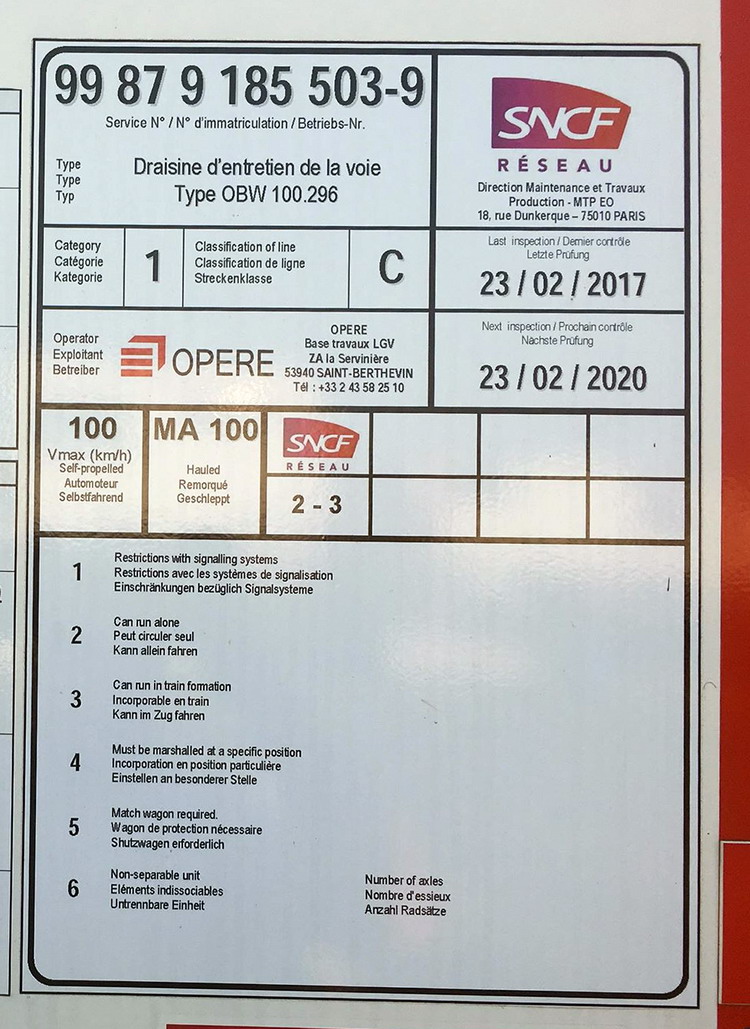 99 87 9 185 503-9
Service N° / N° d'immatriculation / Betriebs-Nr.
Type
Type
Typ
Draisine d'entretien de la voie
Type OBW 100.296
SNCF
RÉSEAU
Direction Maintenance et Travaux
Production - MTP EO
18, rue Dunkerque – 75010 PARIS
Category
Catégorie
Kategorie
1
Classification of line
Classification de ligne
Streckenklasse
C
Last inspection / Dernier contrôle
Letzte Prüfung
23 / 02 / 2017
Operator
Exploitant
Betreiber
OPERE
OPERE
Base travaux LGV
ZA la Servinière
53940 SAINT-BERTHEVIN
Tél : +33 2 43 58 25 10
Next inspection / Prochain contrôle
Nächste Prüfung
23 / 02 / 2020
100
Vmax (km/h)
Self-propelled
Automoteur
Selbstfahrend
MA 100
Hauled
Remorqué
Geschleppt
SNCF
RÉSEAU
2 - 3
1
Restrictions with signalling systems
Restrictions avec les systèmes de signalisation
Einschränkungen bezüglich Signalsysteme
2
Can run alone
Peut circuler seul
Kann allein fahren
3
Can run in train formation
Incorporable en train
Kann im Zug fahren
4
Must be marshalled at a specific position
Incorporation en position particulière
Einstellen an besonderer Stelle
5
Match wagon required.
Wagon de protection nécessaire
Shutzwagen erforderlich
6
Non-separable unit
Eléments indissociables
Untrennbare Einheit
Number of axles
Nombre d'essieux
Anzahl Radsätze